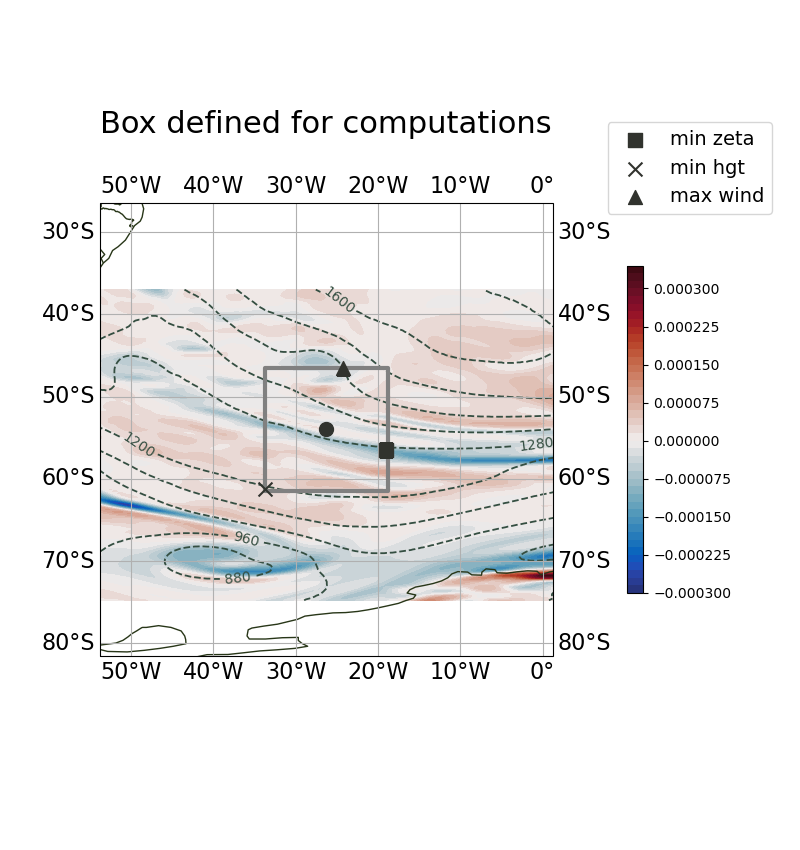 Box defined for computations
min zeta
min hgt
max wind
50°W 40°W 30°W 20°W 10°W 0°
30°S 30°S
40°S 40°S
50°S 50°S
60°S 60°S
70°S 70°S
80°S 80°S
1600
1200
1280
960
880
50°W 40°W 30°W 20°W 10°W 0°
0.000300
0.000225
0.000150
0.000075
0.000000
−0.000075
−0.000150
−0.000225
−0.000300